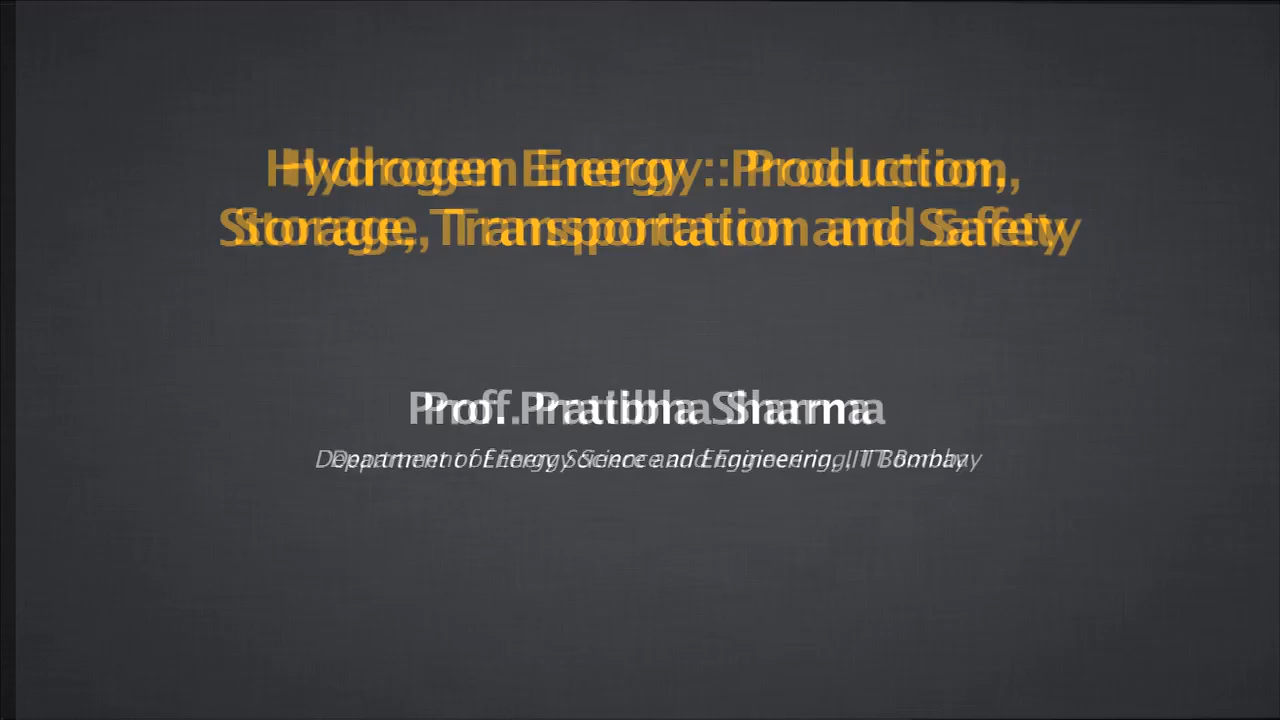 Hydrogen Energy: Production,
Storage, Transportation and Safety
Prof. Pratibha Sharma
Department of Energy Science and Engineering, IIT Bombay